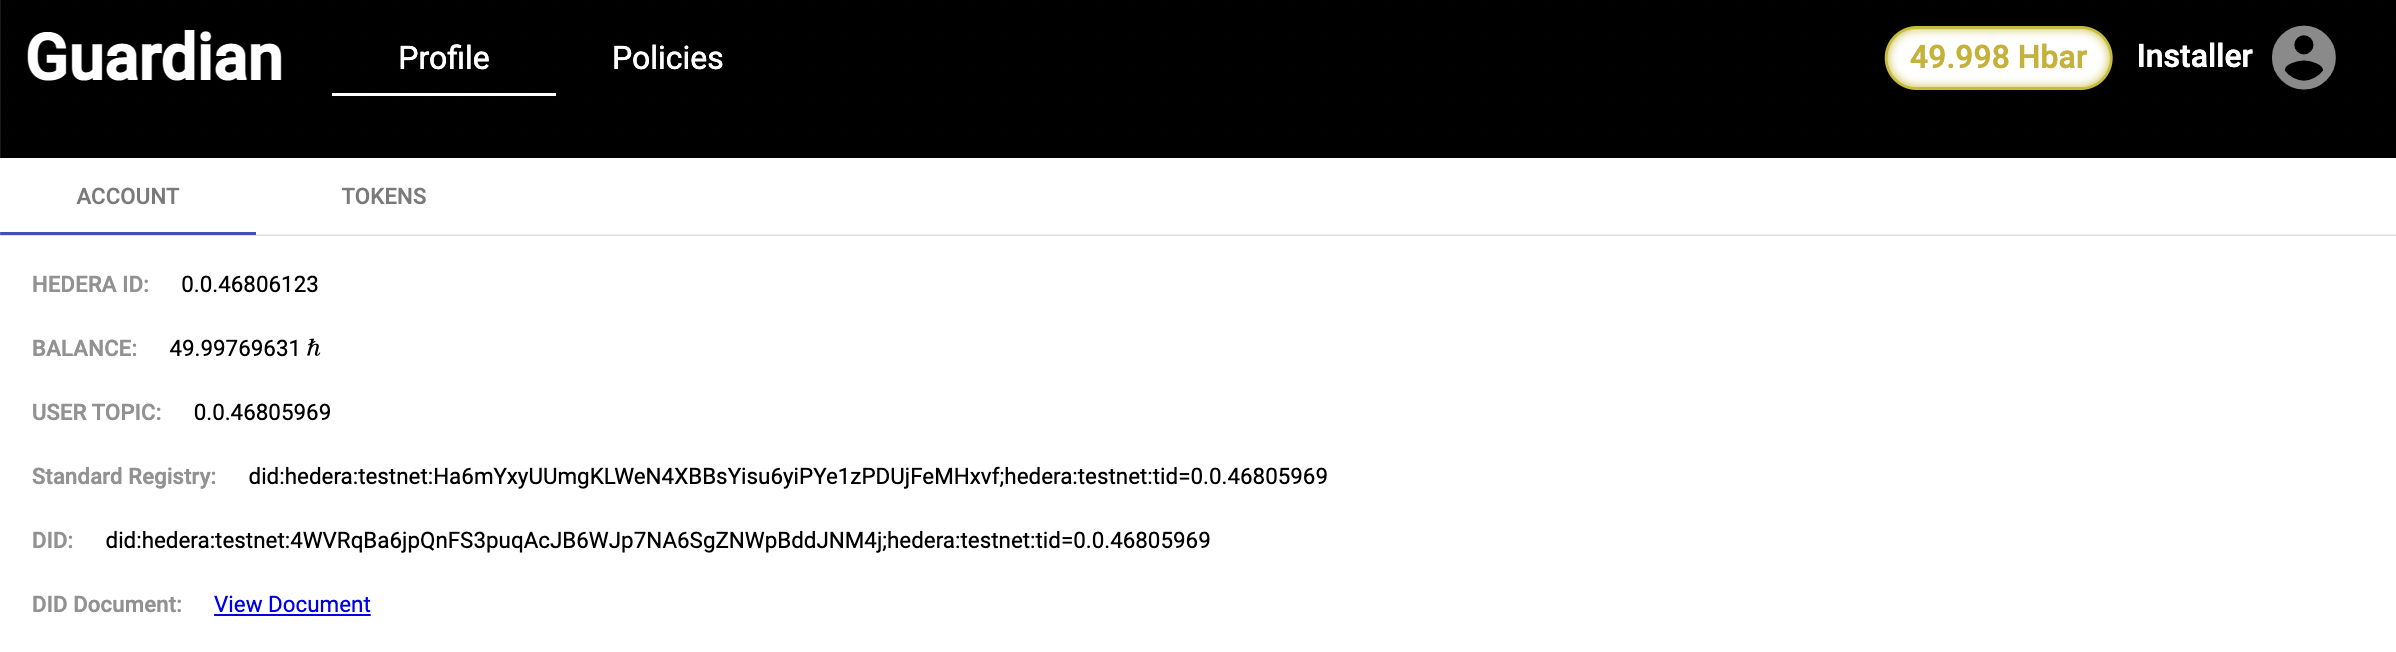 Guardian Profile Policies 49.998 Hbar Installer
ACCOUNT TOKENS
HEDERA ID: 0.0.46806123
BALANCE: 49.99769631 ℏ
USER TOPIC: 0.0.46805969
Standard Registry: did:hedera:testnet:Ha6mYxyUUmgKLWeN4XBBsYisu6yiPYe1zPDUjFeMHxvf;hedera:testnet:tid=0.0.46805969
DID: did:hedera:testnet:4WVRqBa6jpQnFS3puqAcJB6WJp7NA6SgZNWpBddJNM4j;hedera:testnet:tid=0.0.46805969
DID Document: View Document